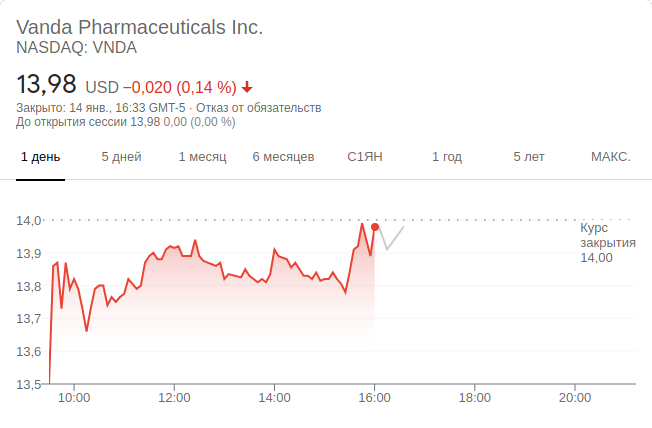 Vanda Pharmaceuticals Inc.
NASDAQ: VNDA
13,98 USD −0,020 (0,14 %)
Закрыто: 14 янв., 16:33 GMT-5 · Отказ от обязательств
До открытия сессии 13,98 0,00 (0,00 %)
1 день 5 дней 1 месяц 6 месяцев С1ЯН 1 год 5 лет МАКС.
14,0
13,9
13,8
13,7
13,6
13,5
Курс
закрытия
14,00
10:00 12:00 14:00 16:00 18:00 20:00